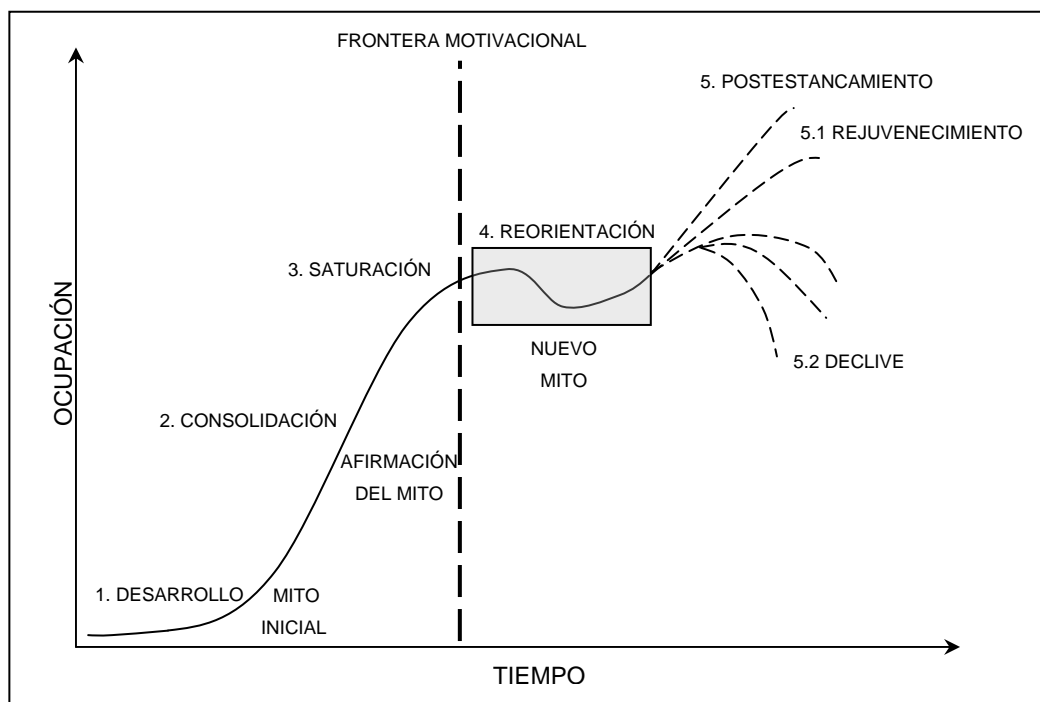 FRONTERA MOTIVACIONAL
5. POSTESTANCAMIENTO
5.1 REJUVENECIMIENTO
4. REORIENTACIÓN
3. SATURACIÓN
OCUPACIÓN
NUEVO
MITO
5.2 DECLIVE
2. CONSOLIDACIÓN
AFIRMACIÓN
DEL MITO
1. DESARROLLO
MITO
INICIAL
TIEMPO